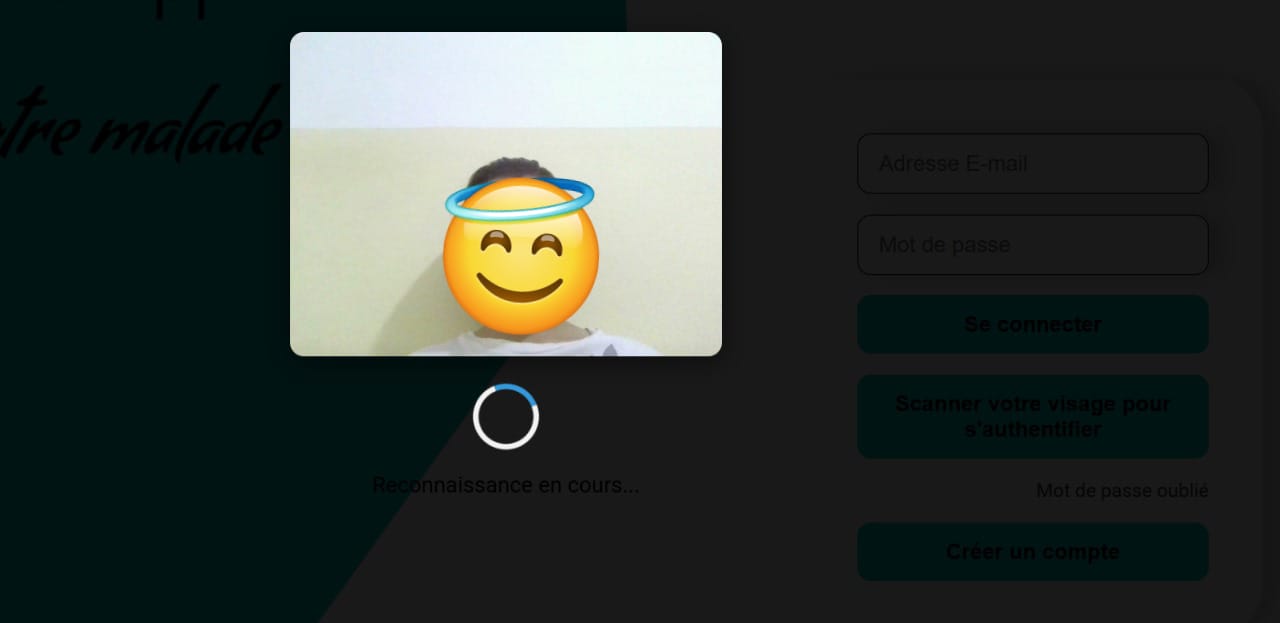 tre malade
Adresse E-mail
Mot de passe
Se connecter
Scanner votre visage pour
s'authentifier
Mot de passe oublié
Créer un compte
Reconnaissance en cours...